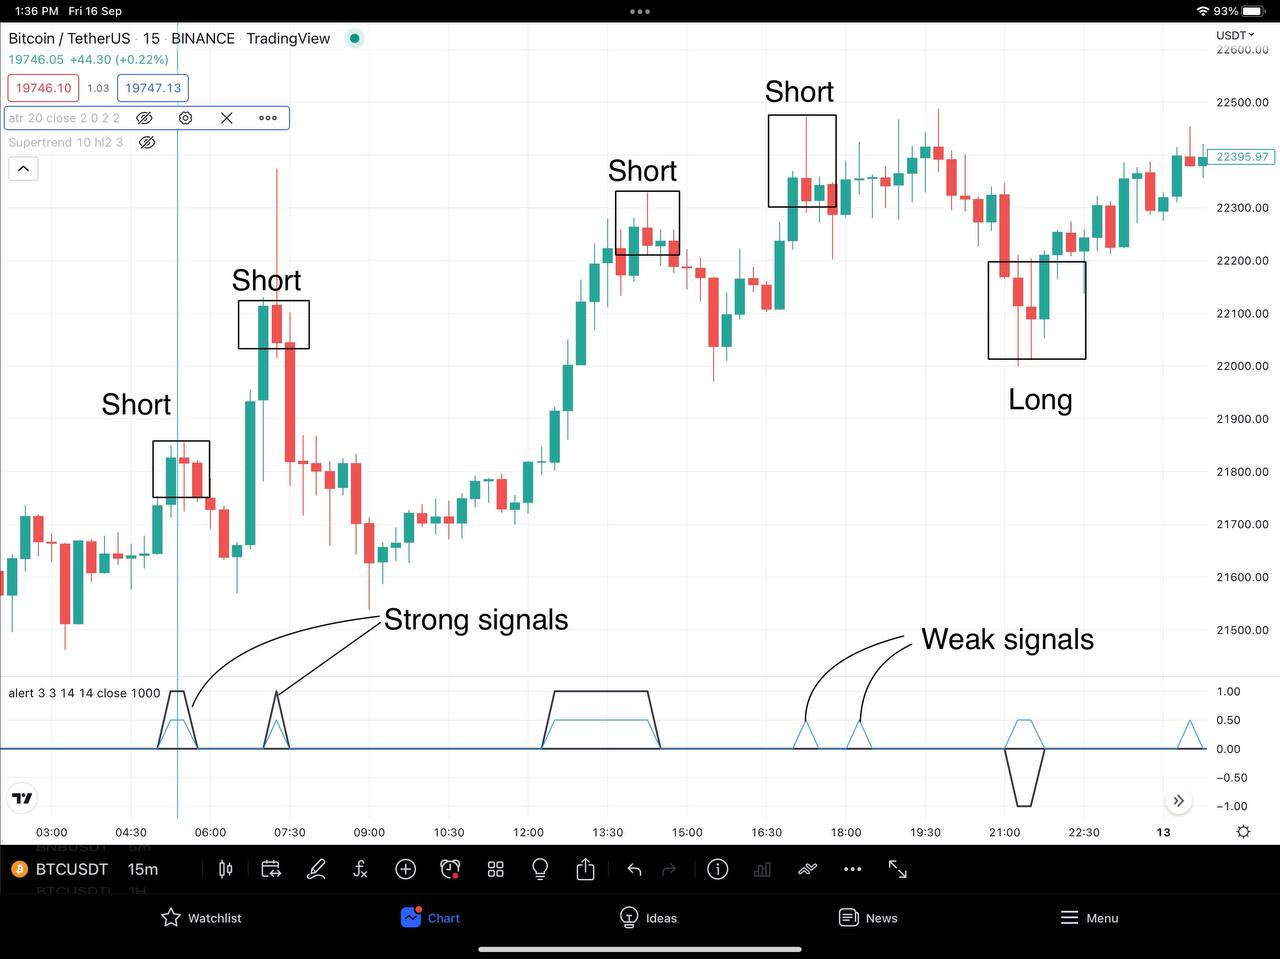 1:36 PM Fri 16 Sep
93%
Bitcoin / TetherUS · 15 · BINANCE · TradingView
USDT
19746.05 +44.30 (+0.22%)
22600.00
19746.10 1.03 19747.13
22500.00
Short
atr 20 close 2 0 2 2
Supertrend 10 hl2 3
22395.97
Short
22300.00
22200.00
Short
22100.00
22000.00
Short
Long
21900.00
21800.00
21700.00
21600.00
Strong signals
21500.00
Weak signals
alert 3 3 14 14 close 1000
1.00
0.50
0.00
−0.50
−1.00
03:00 04:30 06:00 07:30 09:00 10:30 12:00 13:30 15:00 16:30 18:00 19:30 21:00 22:30 13
BNBUSDT 5m
BTCUSDT 15m
BTCUSDT 1H
Watchlist Chart Ideas News Menu